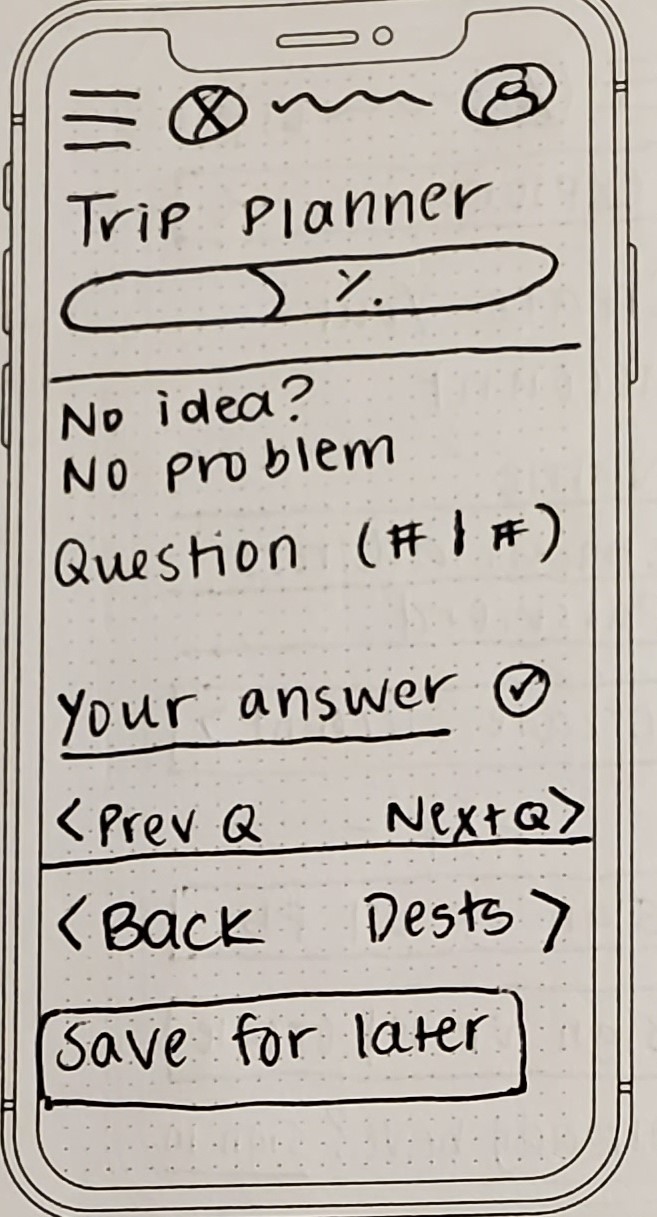 Trip Planner
%.
No idea?
No problem
Question (# | #)
Your answer
< Prev Q Next Q >
< Back Dests >
Save for later